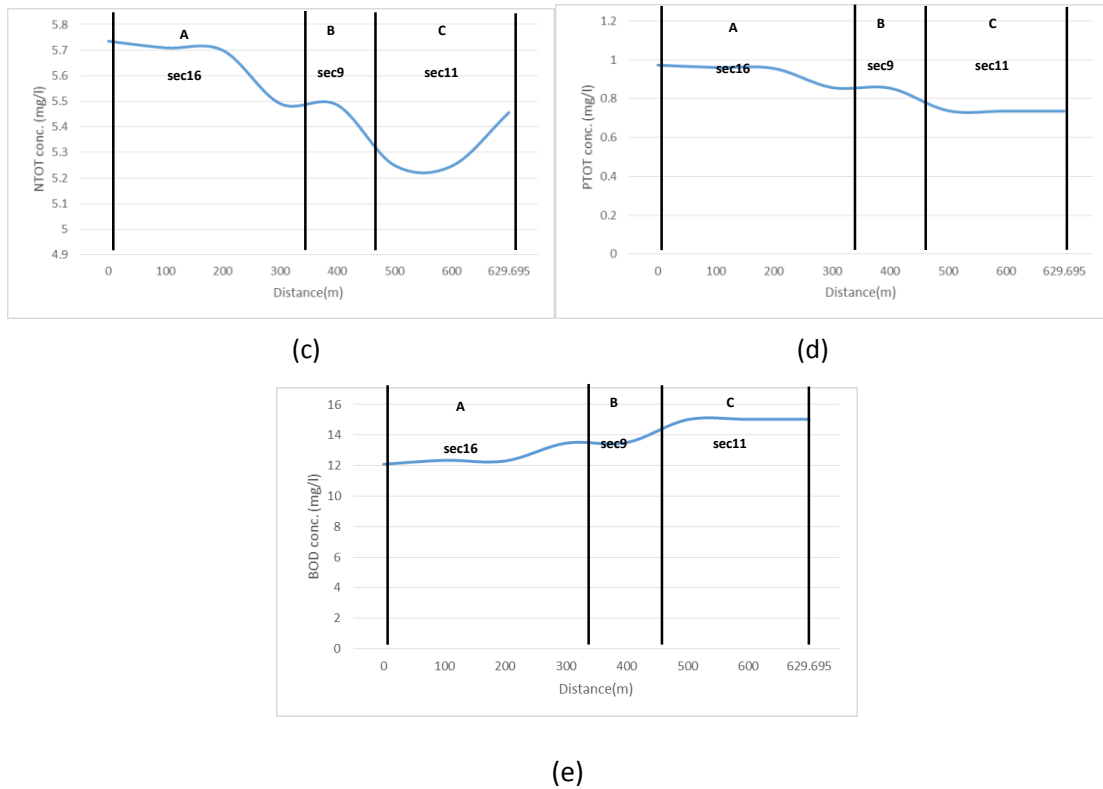 5.8
5.7
5.6
5.5
5.4
5.3
5.2
5.1
5
4.9
NTOT conc. (mg/l)
A
B
C
sec16
sec9
sec11
0 100 200 300 400 500 600 629.695
Distance(m)
(c)
1.2
1
0.8
0.6
0.4
0.2
0
PTOT conc. (mg/l)
A
B
C
sec16
sec9
sec11
0 100 200 300 400 500 600 629.695
Distance(m)
(d)
16
14
12
10
8
6
4
2
0
BOD conc. (mg/l)
A
B
C
sec16
sec9
sec11
0 100 200 300 400 500 600 629.695
Distance(m)
(e)